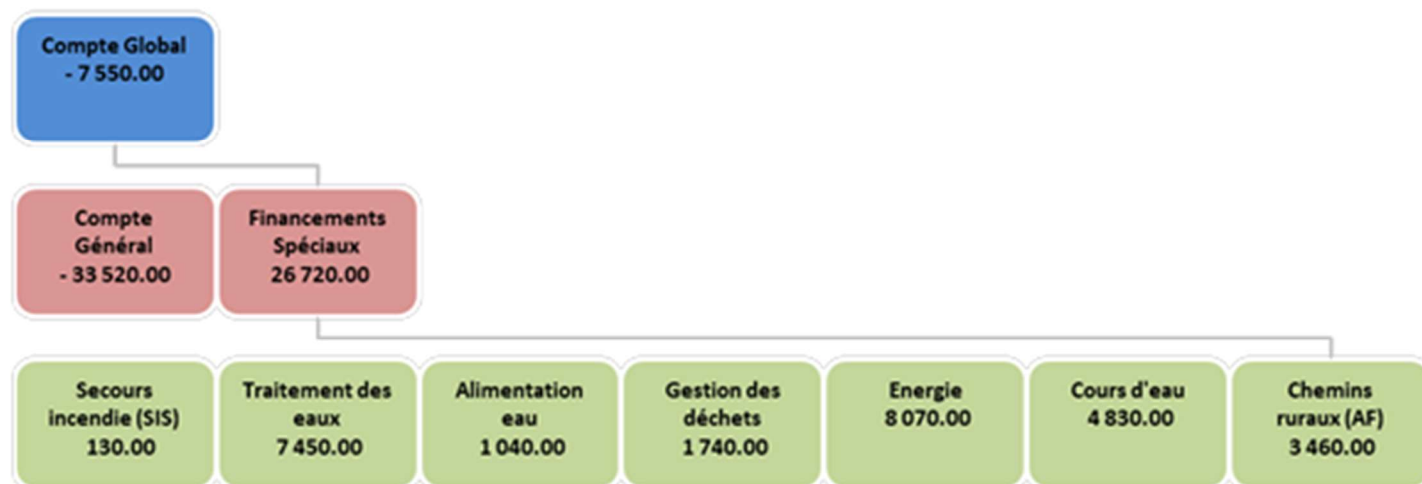 Compte Global
- 7 550.00
Compte
Général
- 33 520.00
Financements
Spéciaux
26 720.00
Secours
incendie (SIS)
130.00
Traitement des
eaux
7 450.00
Alimentation
eau
1 040.00
Gestion des
déchets
1 740.00
Energie
8 070.00
Cours d'eau
4 830.00
Chemins
ruraux (AF)
3 460.00